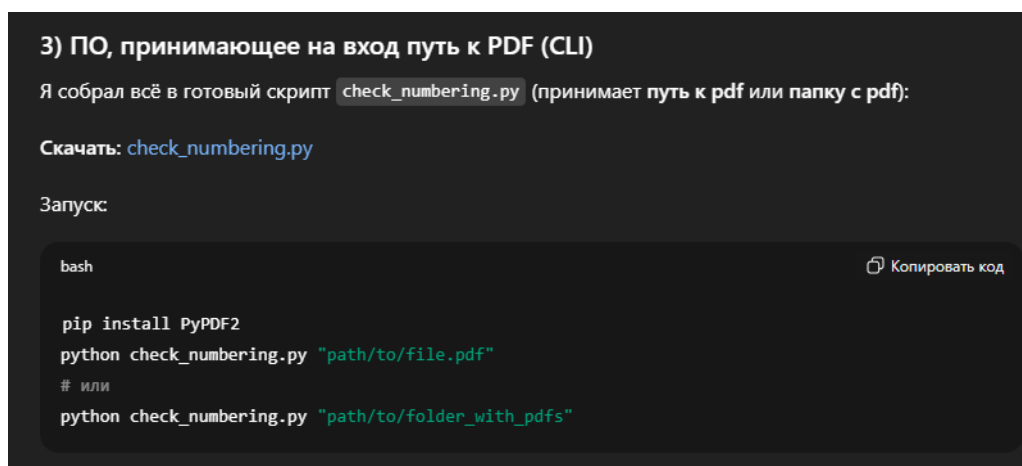 3) ПО, принимающее на вход путь к PDF (CLI)
Я собрал всё в готовый скрипт check_numbering.py (принимает путь к pdf или папку с pdf):
Скачать: check_numbering.py
Запуск:
bash
Копировать код
pip install PyPDF2
python check_numbering.py "path/to/file.pdf"
# или
python check_numbering.py "path/to/folder_with_pdfs"